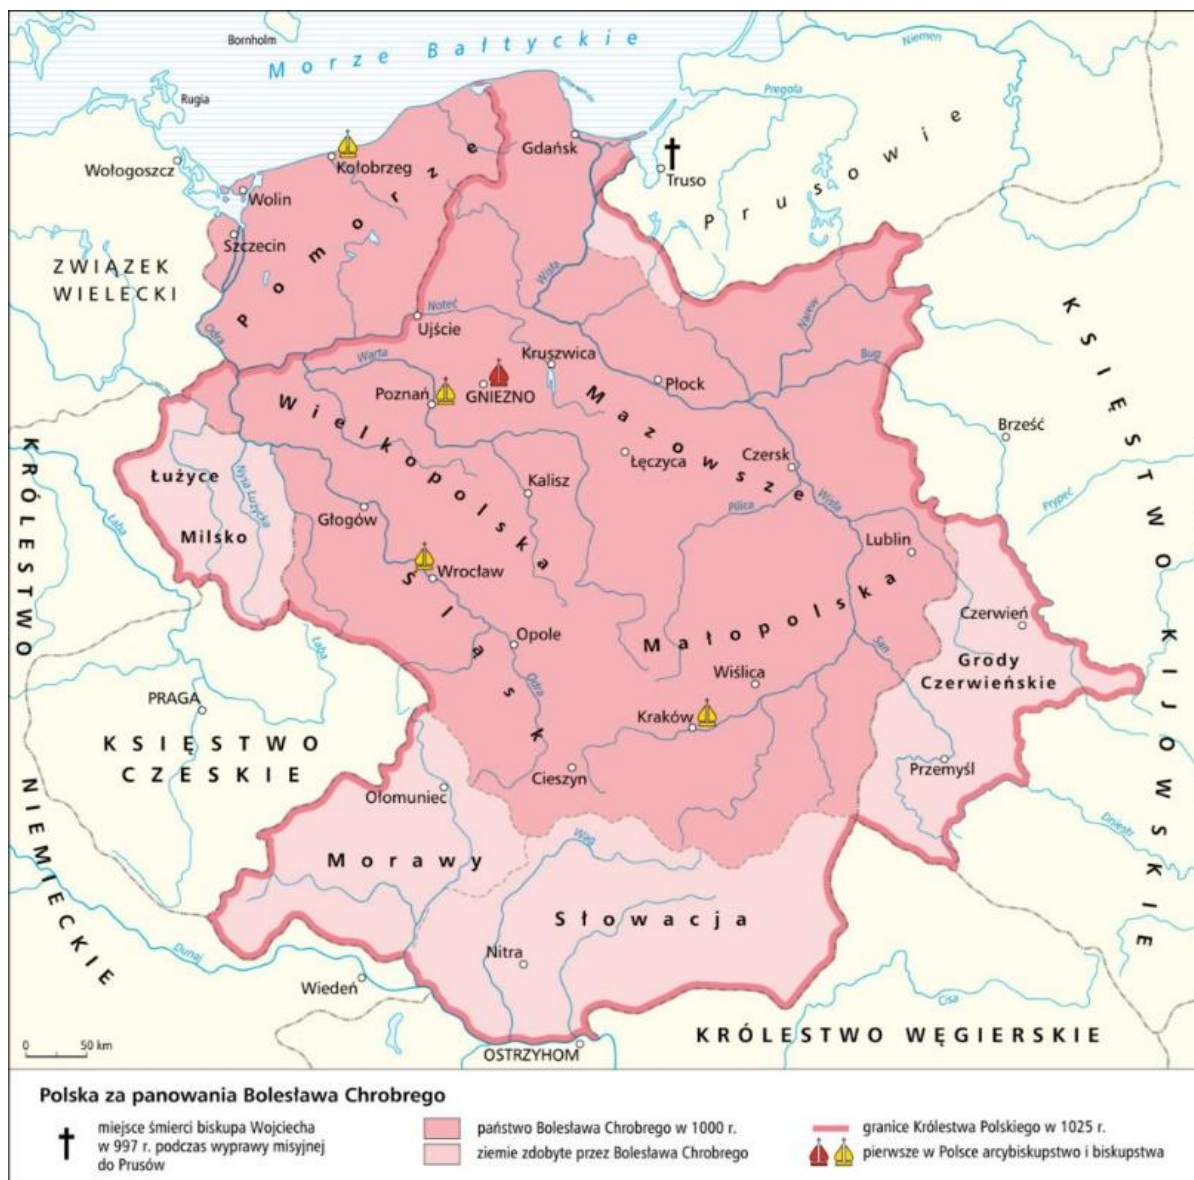 Bornholm
Morze Bałtyckie
Niemen
Rugia
Pregoła
Wołogoszcz
Kołobrzeg
Gdańsk
Truso
Prusowie
Wolin
Pomorze
Szczecin
ZWIĄZEK
WIELECKI
Wisła
Odra
Noteć
Ujście
Narew
KSIĘSTWO KIJOWSKIE
Kruszwica
Warta
Bug
Poznań
GNIEZNO
Płock
Wielkopolska
Mazowsze
Brześć
KRÓLESTWO NIEMIECKIE
Łęczyca
Czersk
Łużyce
Nysa Łużycka
Kalisz
Wisła
Pilica
Prypeć
Łaba
Głogów
Milsko
Lublin
Wrocław
Śląsk
Małopolska
Czerwień
Opole
Łaba
San
Grody
Czerwieńskie
Wiślica
PRAGA
Odra
Kraków
KSIĘSTWO
CZESKIE
Cieszyn
Przemyśl
Ołomuniec
Dniestr
Wag
Morawy
Słowacja
Nitra
Dunaj
Wiedeń
Cisa
KRÓLESTWO WĘGIERSKIE
0 50 km
OSTRZYHOM
Polska za panowania Bolesława Chrobrego
miejsce śmierci biskupa Wojciecha
w 997 r. podczas wyprawy misyjnej
do Prusów
państwo Bolesława Chrobrego w 1000 r.
ziemie zdobyte przez Bolesława Chrobrego
granice Królestwa Polskiego w 1025 r.
pierwsze w Polsce arcybiskupstwo i biskupstwa